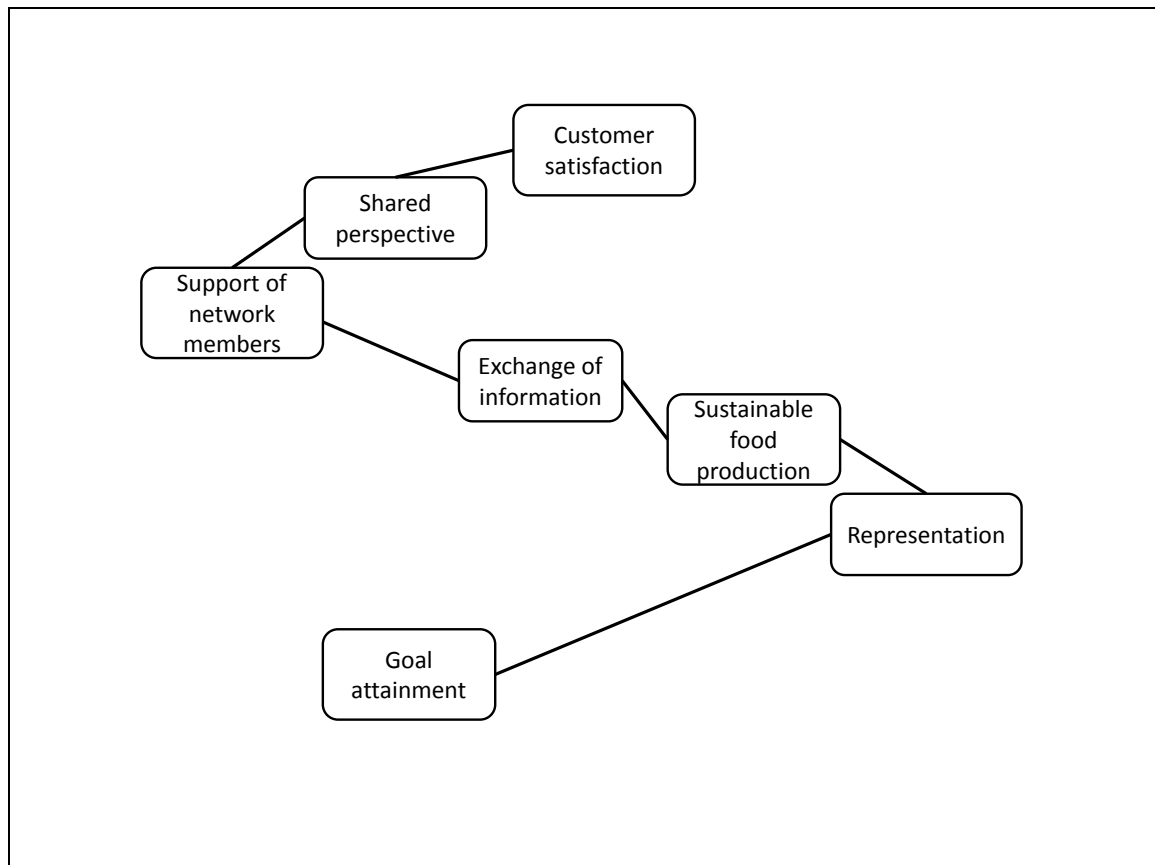 Customer
satisfaction
Shared
perspective
Support of
network
members
Exchange of
information
Sustainable
food
production
Representation
Goal
attainment